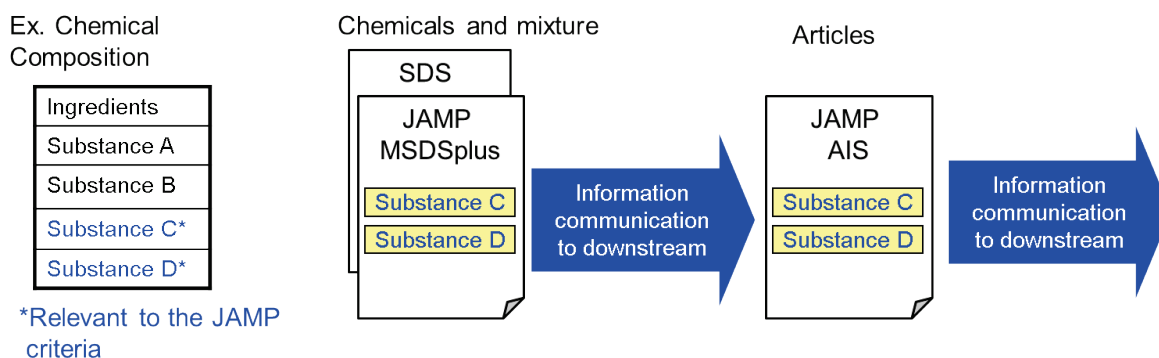 Ex. Chemical
Composition
Ingredients
Substance A
Substance B
Substance C*
Substance D*
*Relevant to the JAMP
criteria
Chemicals and mixture
SDS
JAMP
MSDSplus
Substance C
Substance D
Information
communication
to downstream
Articles
JAMP
AIS
Substance C
Substance D
Information
communication
to downstream